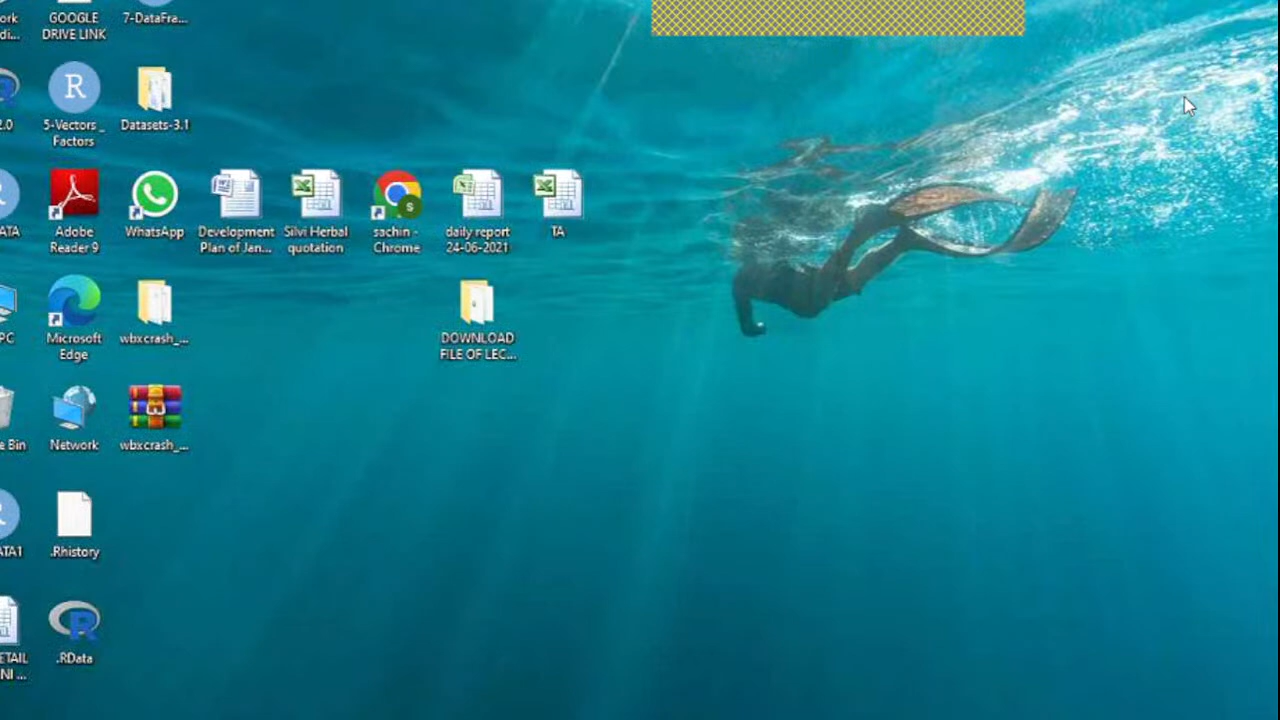 ork
di...
GOOGLE
DRIVE LINK
7-DataFra...
2.0
5-Vectors _
Factors
Datasets-3.1
ATA
Adobe
Reader 9
WhatsApp
Development
Plan of Jan...
Silvi Herbal
quotation
sachin -
Chrome
daily report
24-06-2021
TA
PC
Microsoft
Edge
wbxcrash_...
DOWNLOAD
FILE OF LEC...
e Bin
Network
wbxcrash_...
ATA1
.Rhistory
ETAIL
NI ...
.RData